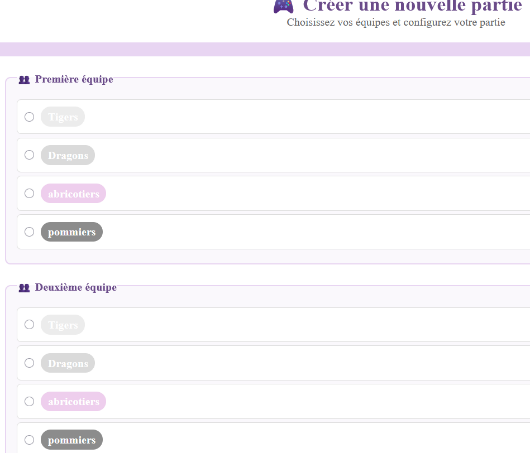 Créer une nouvelle partie
Choisissez vos équipes et configurez votre partie
Première équipe
Tigers
Dragons
abricotiers
pommiers
Deuxième équipe
Tigers
Dragons
abricotiers
pommiers